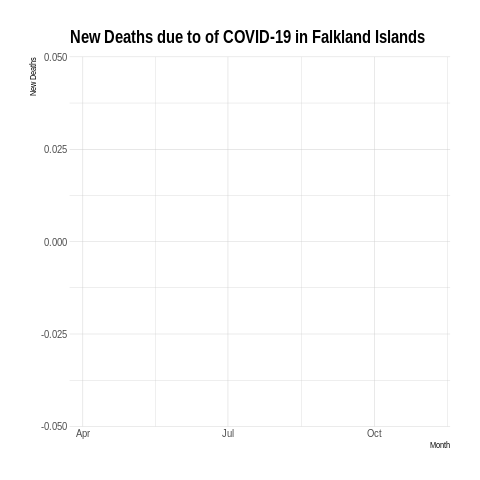 New Deaths due to of COVID-19 in Falkland Islands
New Deaths
0.050
0.025
0.000
-0.025
-0.050
Apr Jul Oct
Month